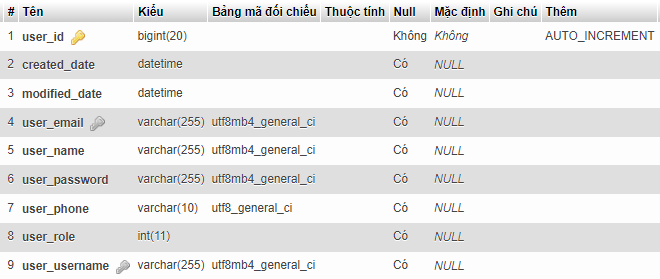 # Tên Kiểu Bảng mã đối chiếu Thuộc tính Null Mặc định Ghi chú Thêm
1 user_id bigint(20) Không Không AUTO_INCREMENT
2 created_date datetime Có NULL
3 modified_date datetime Có NULL
4 user_email varchar(255) utf8mb4_general_ci Có NULL
5 user_name varchar(255) utf8mb4_general_ci Có NULL
6 user_password varchar(255) utf8mb4_general_ci Có NULL
7 user_phone varchar(10) utf8_general_ci Có NULL
8 user_role int(11) Có NULL
9 user_username varchar(255) utf8mb4_general_ci Có NULL